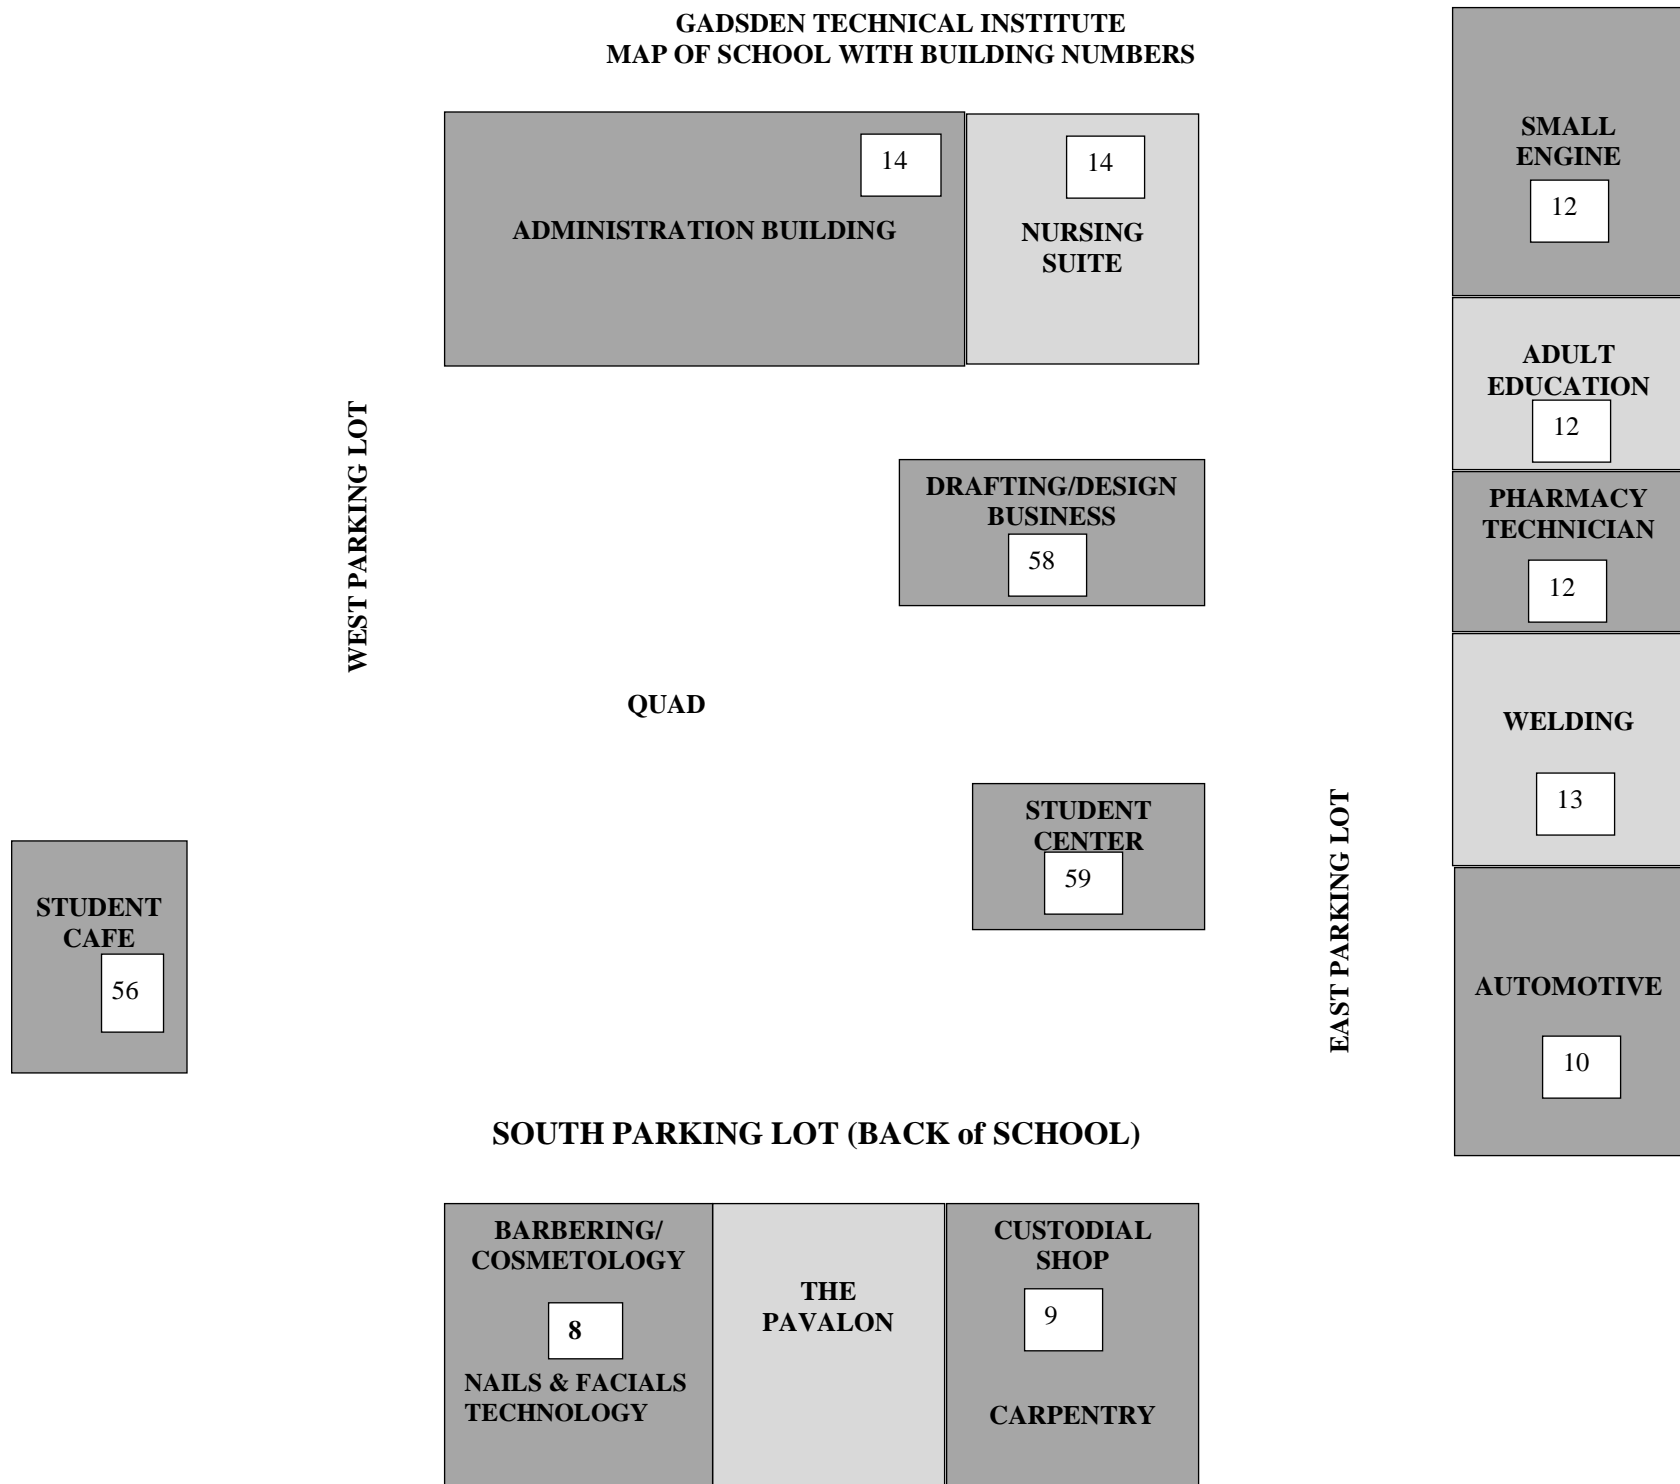 GADSDEN TECHNICAL INSTITUTE
MAP OF SCHOOL WITH BUILDING NUMBERS
14
ADMINISTRATION BUILDING
14
NURSING
SUITE
SMALL
ENGINE
12
ADULT
EDUCATION
12
PHARMACY
TECHNICIAN
12
WELDING
13
AUTOMOTIVE
10
WEST PARKING LOT
DRAFTING/DESIGN
BUSINESS
58
QUAD
STUDENT
CENTER
59
EAST PARKING LOT
STUDENT
CAFE
56
SOUTH PARKING LOT (BACK of SCHOOL)
BARBERING/
COSMETOLOGY
8
NAILS & FACIALS
TECHNOLOGY
THE
PAVALON
CUSTODIAL
SHOP
9
CARPENTRY